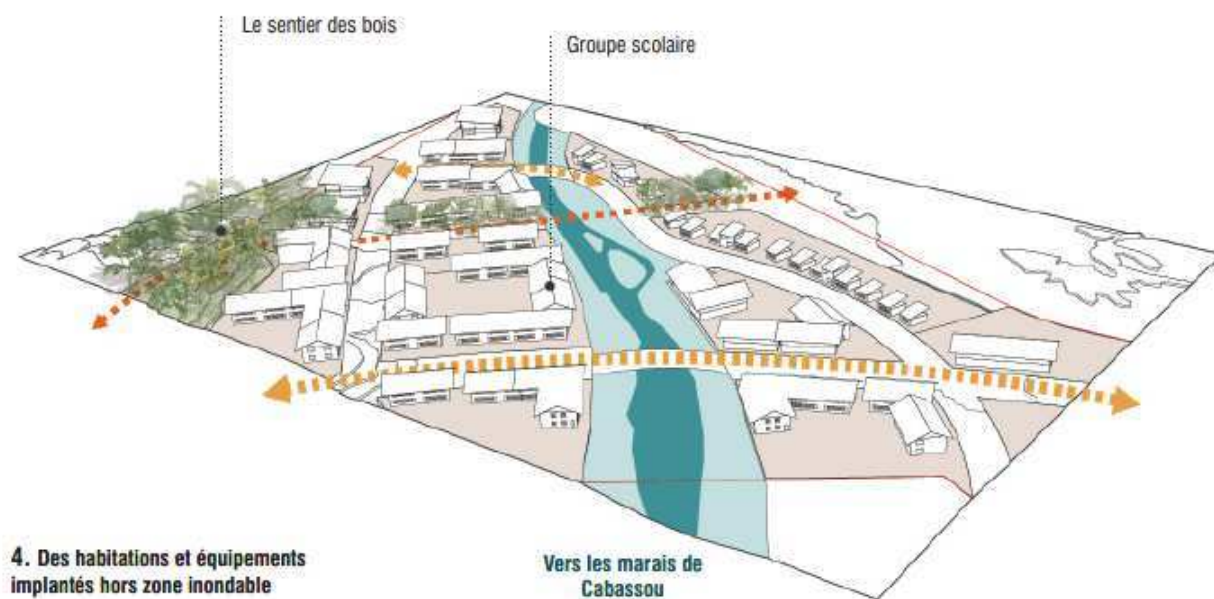 Le sentier des bois
Groupe scolaire
4. Des habitations et équipements
implantés hors zone inondable
Vers les marais de
Cabassou